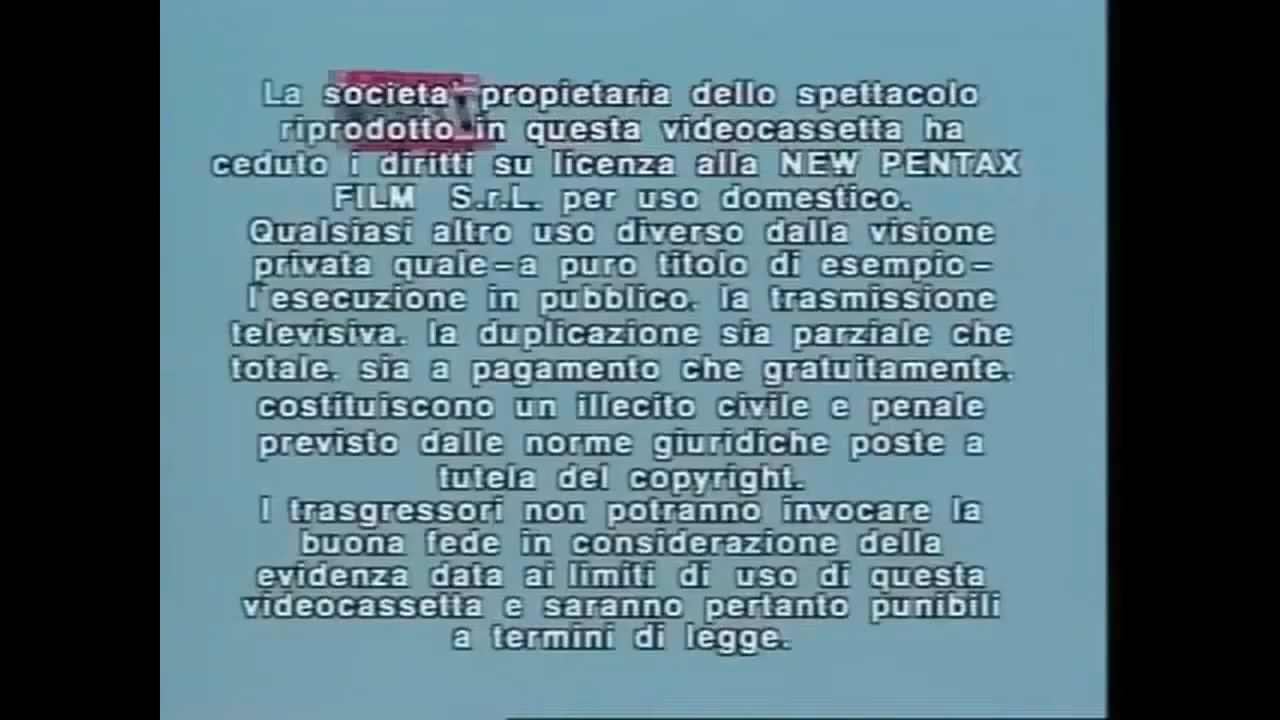 La societa' propietaria dello spettacolo
riprodotto in questa videocassetta ha
ceduto i diritti su licenza alla NEW PENTAX
FILM S.r.L. per uso domestico.
Qualsiasi altro uso diverso dalla visione
privata quale-a puro titolo di esempio-
l'esecuzione in pubblico, la trasmissione
televisiva, la duplicazione sia parziale che
totale, sia a pagamento che gratuitamente,
costituiscono un illecito civile e penale
previsto dalle norme giuridiche poste a
tutela del copyright.
I trasgressori non potranno invocare la
buona fede in considerazione della
evidenza data ai limiti di uso di questa
videocassetta e saranno pertanto punibili
a termini di legge.